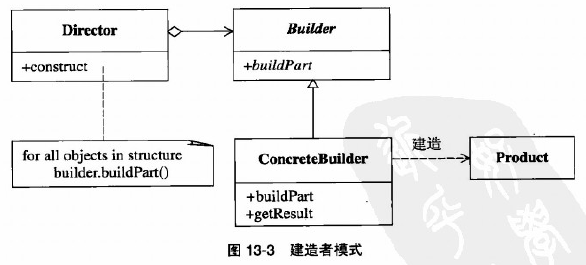 Director
+construct
Builder
+buildPart
for all objects in structure
builder.buildPart()
ConcreteBuilder
+buildPart
+getResult
建造
Product
图 13-3 建造者模式